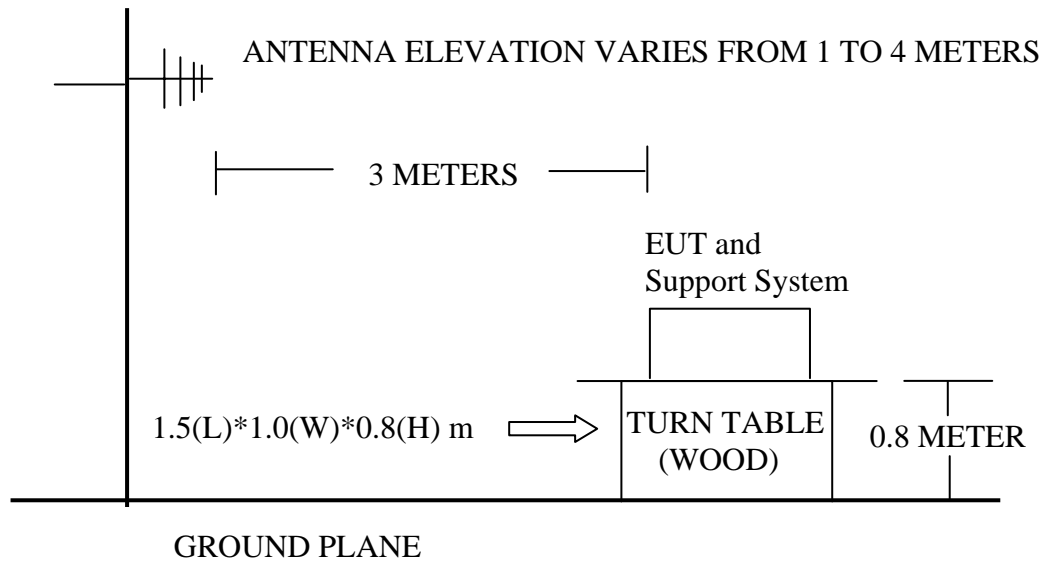 ANTENNA ELEVATION VARIES FROM 1 TO 4 METERS
3 METERS
EUT and
Support System
1.5(L)*1.0(W)*0.8(H) m
TURN TABLE
(WOOD)
0.8 METER
GROUND PLANE